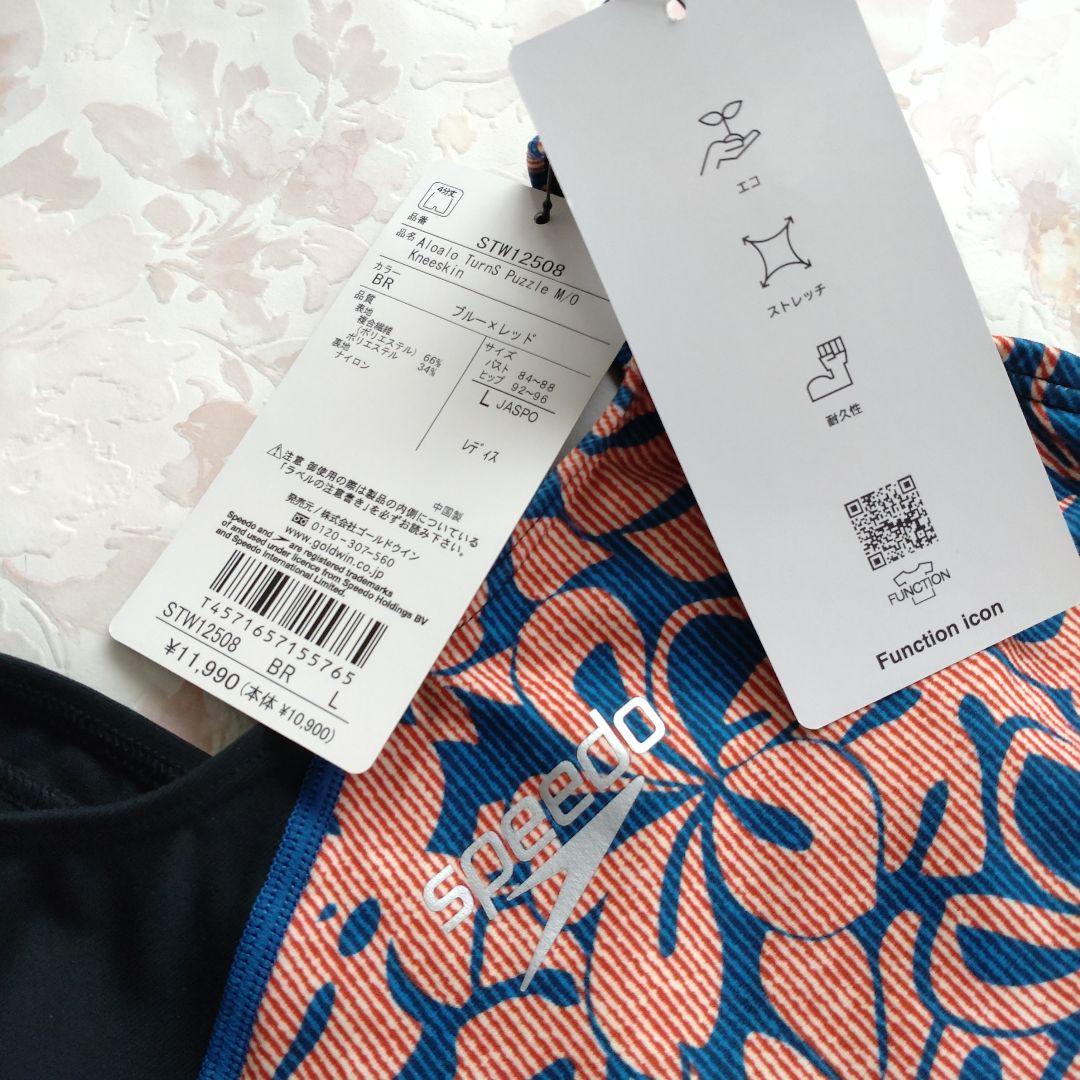 4分丈
品番
STW12508
品名 Aloalo TurnS Puzzle M/O
Kneeskin
カラー
BR
ブルー×レッド
品質
表地
複合繊維
(ポリエステル) 66%
ポリエステル 34%
裏地
ナイロン
サイズ
バスト 84~88
ヒップ 92~96
L JASPO
レディス
⚠注意 御使用の際は製品の内側についている
「ラベルの注意書き」を必ずお読み下さい。
中国製
発売元/株式会社ゴールドウイン
0120-307-560
www.goldwin.co.jp
Speedo and are registered trademarks
of and used under licence from Speedo Holdings BV
and Speedo International Limited.
T4571657155765
STW12508 BR L
¥11,990(本体 ¥10,900)
エコ
ストレッチ
耐久性
FUNCTION
Function icon
speedo